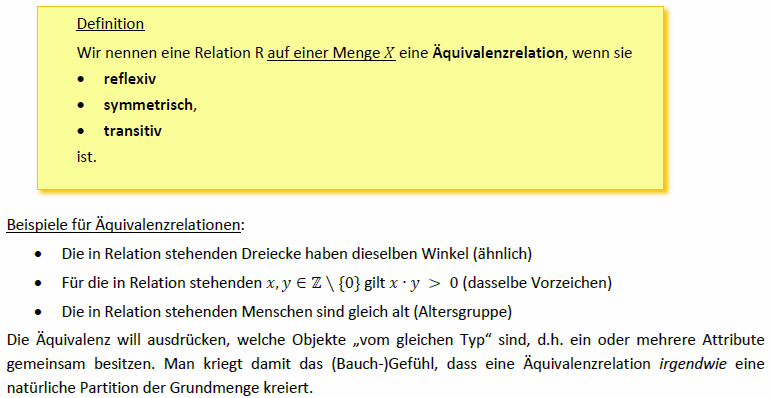 Definition
Wir nennen eine Relation R auf einer Menge X eine Äquivalenzrelation, wenn sie
• reflexiv
• symmetrisch,
• transitiv
ist.
Beispiele für Äquivalenzrelationen:
• Die in Relation stehenden Dreiecke haben dieselben Winkel (ähnlich)
• Für die in Relation stehenden x, y ∈ ℤ \ {0} gilt x · y > 0 (dasselbe Vorzeichen)
• Die in Relation stehenden Menschen sind gleich alt (Altersgruppe)
Die Äquivalenz will ausdrücken, welche Objekte „vom gleichen Typ“ sind, d.h. ein oder mehrere Attribute
gemeinsam besitzen. Man kriegt damit das (Bauch-)Gefühl, dass eine Äquivalenzrelation irgendwie eine
natürliche Partition der Grundmenge kreiert.